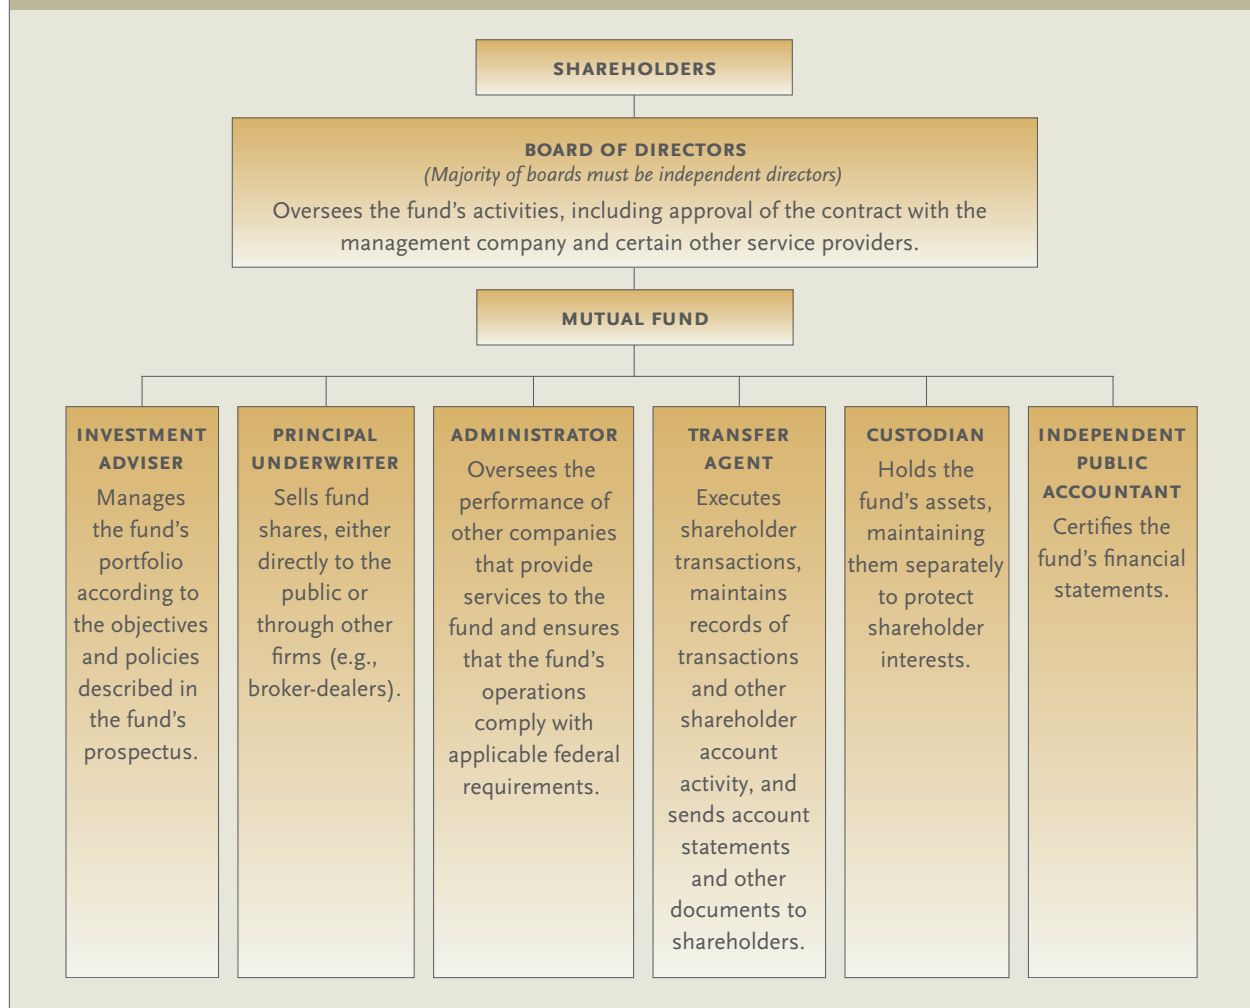 SHAREHOLDERS
BOARD OF DIRECTORS
(Majority of boards must be independent directors)
Oversees the fund's activities, including approval of the contract with the
management company and certain other service providers.
MUTUAL FUND
INVESTMENT
ADVISER
Manages
the fund's
portfolio
according to
the objectives
and policies
described in
the fund's
prospectus.
PRINCIPAL
UNDERWRITER
Sells fund
shares, either
directly to the
public or
through other
firms (e.g.,
broker-dealers).
ADMINISTRATOR
Oversees the
performance of
other companies
that provide
services to the
fund and ensures
that the fund's
operations
comply with
applicable federal
requirements.
TRANSFER
AGENT
Executes
shareholder
transactions,
maintains
records of
transactions
and other
shareholder
account
activity, and
sends account
statements
and other
documents to
shareholders.
CUSTODIAN
Holds the
fund's assets,
maintaining
them separately
to protect
shareholder
interests.
INDEPENDENT
PUBLIC
ACCOUNTANT
Certifies the
fund's financial
statements.